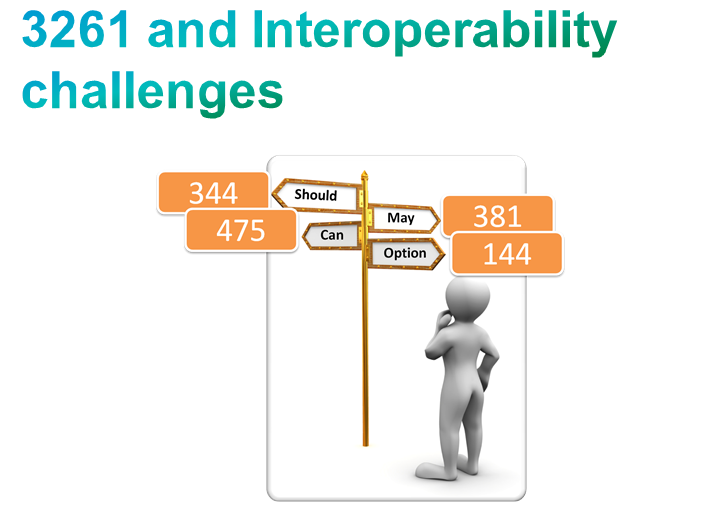 3261 and Interoperability
challenges
344
Should
May
381
475
Can
Option
144